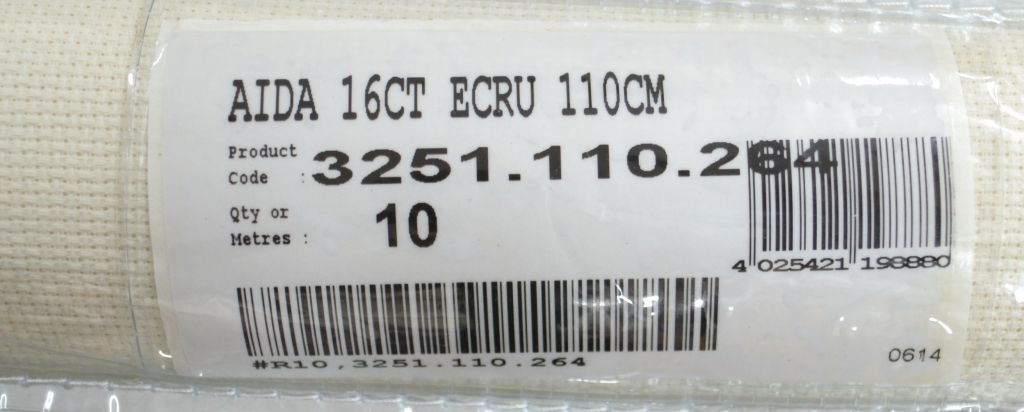 AIDA 16CT ECRU 110CM
Product
Code : 3251.110.264
Qty or
Metres : 10
4 025421 198880
#R10,3251.110.264
0614